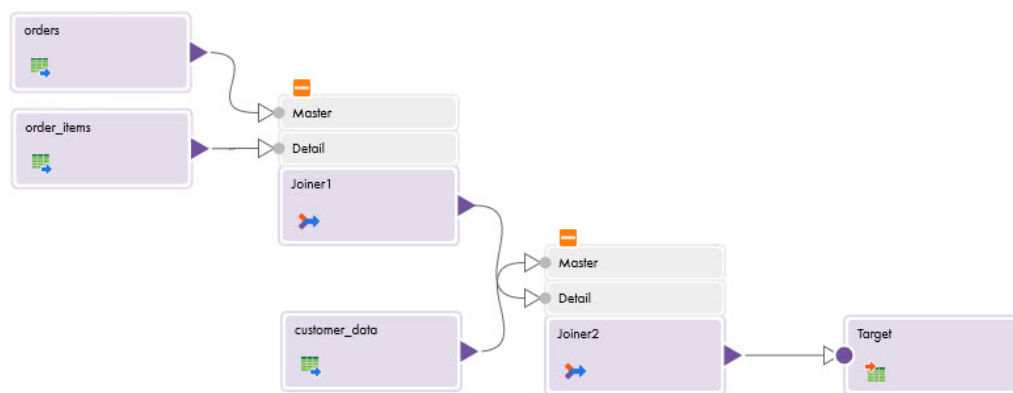 orders
order_items
Master
Detail
Joiner1
Master
Detail
customer_data
Joiner2
Target